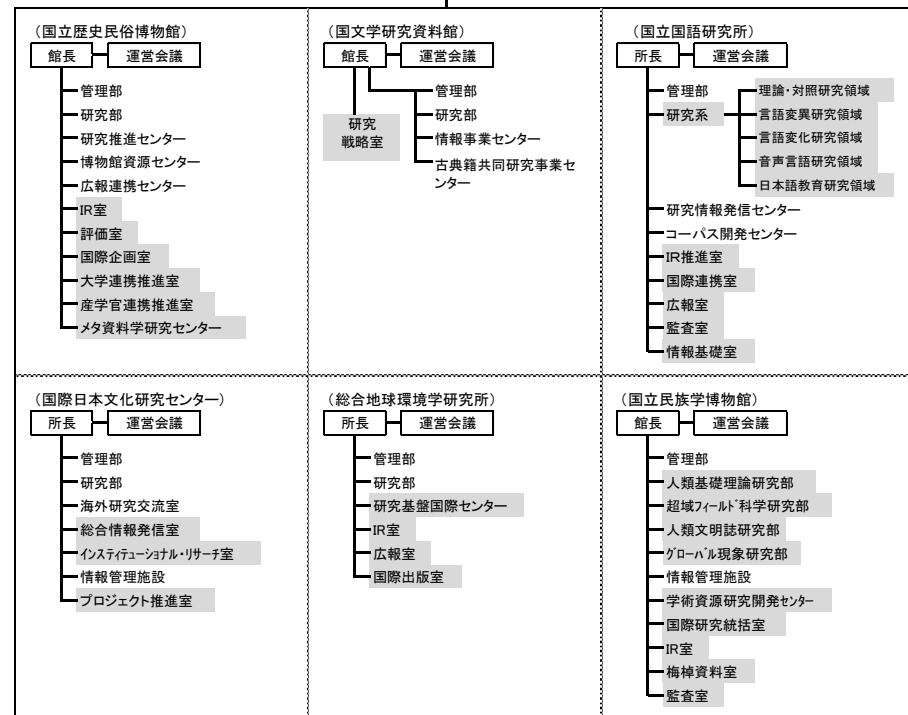 （国立歴史民俗博物館）
館長
運営会議
管理部
研究部
研究推進センター
博物館資源センター
広報連携センター
IR室
評価室
国際企画室
大学連携推進室
産学官連携推進室
メタ資料学研究センター
（国文学研究資料館）
館長
運営会議
研究
戦略室
管理部
研究部
情報事業センター
古典籍共同研究事業セ
ンター
（国立国語研究所）
所長
運営会議
管理部
研究系
理論・対照研究領域
言語変異研究領域
言語変化研究領域
音声言語研究領域
日本語教育研究領域
研究情報発信センター
コーパス開発センター
IR推進室
国際連携室
広報室
監査室
情報基礎室
（国際日本文化研究センター）
所長
運営会議
管理部
研究部
海外研究交流室
総合情報発信室
インスティテューショナル・リサーチ室
情報管理施設
プロジェクト推進室
（総合地球環境学研究所）
所長
運営会議
管理部
研究部
研究基盤国際センター
IR室
広報室
国際出版室
（国立民族学博物館）
館長
運営会議
管理部
人類基礎理論研究部
超域フィールド科学研究部
人類文明誌研究部
グローバル現象研究部
情報管理施設
学術資源研究開発センター
国際研究統括室
IR室
梅棹資料室
監査室